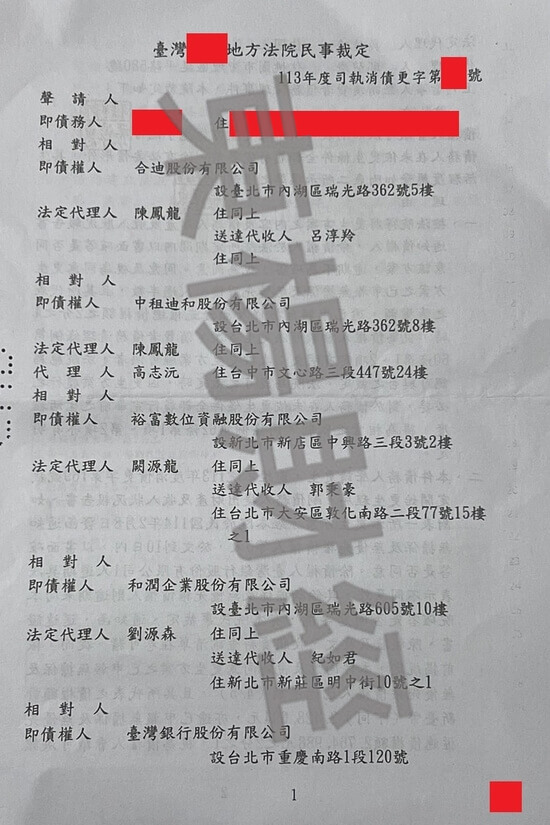 臺灣 地方法院民事裁定
113年度司執消債更字第 號
聲請人
即債務人 住
相對人
即債權人 合迪股份有限公司
設臺北市內湖區瑞光路362號5樓
法定代理人 陳鳳龍 住同上
送達代收人 呂淳羚
住同上
相對人
即債權人 中租迪和股份有限公司
設台北市內湖區瑞光路362號8樓
法定代理人 陳鳳龍 住同上
代理人 高志沅 住台中市文心路三段447號24樓
相對人
即債權人 裕富數位資融股份有限公司
設新北市新店區中興路三段3號2樓
法定代理人 闕源龍 住同上
送達代收人 郭秉豪
住台北市大安區敦化南路二段77號15樓
之1
相對人
即債權人 和潤企業股份有限公司
設臺北市內湖區瑞光路605號10樓
法定代理人 劉源森 住同上
送達代收人 紀如君
住新北市新莊區明中街10號之1
相對人
即債權人 臺灣銀行股份有限公司
設台北市重慶南路1段120號
1
東楊財經